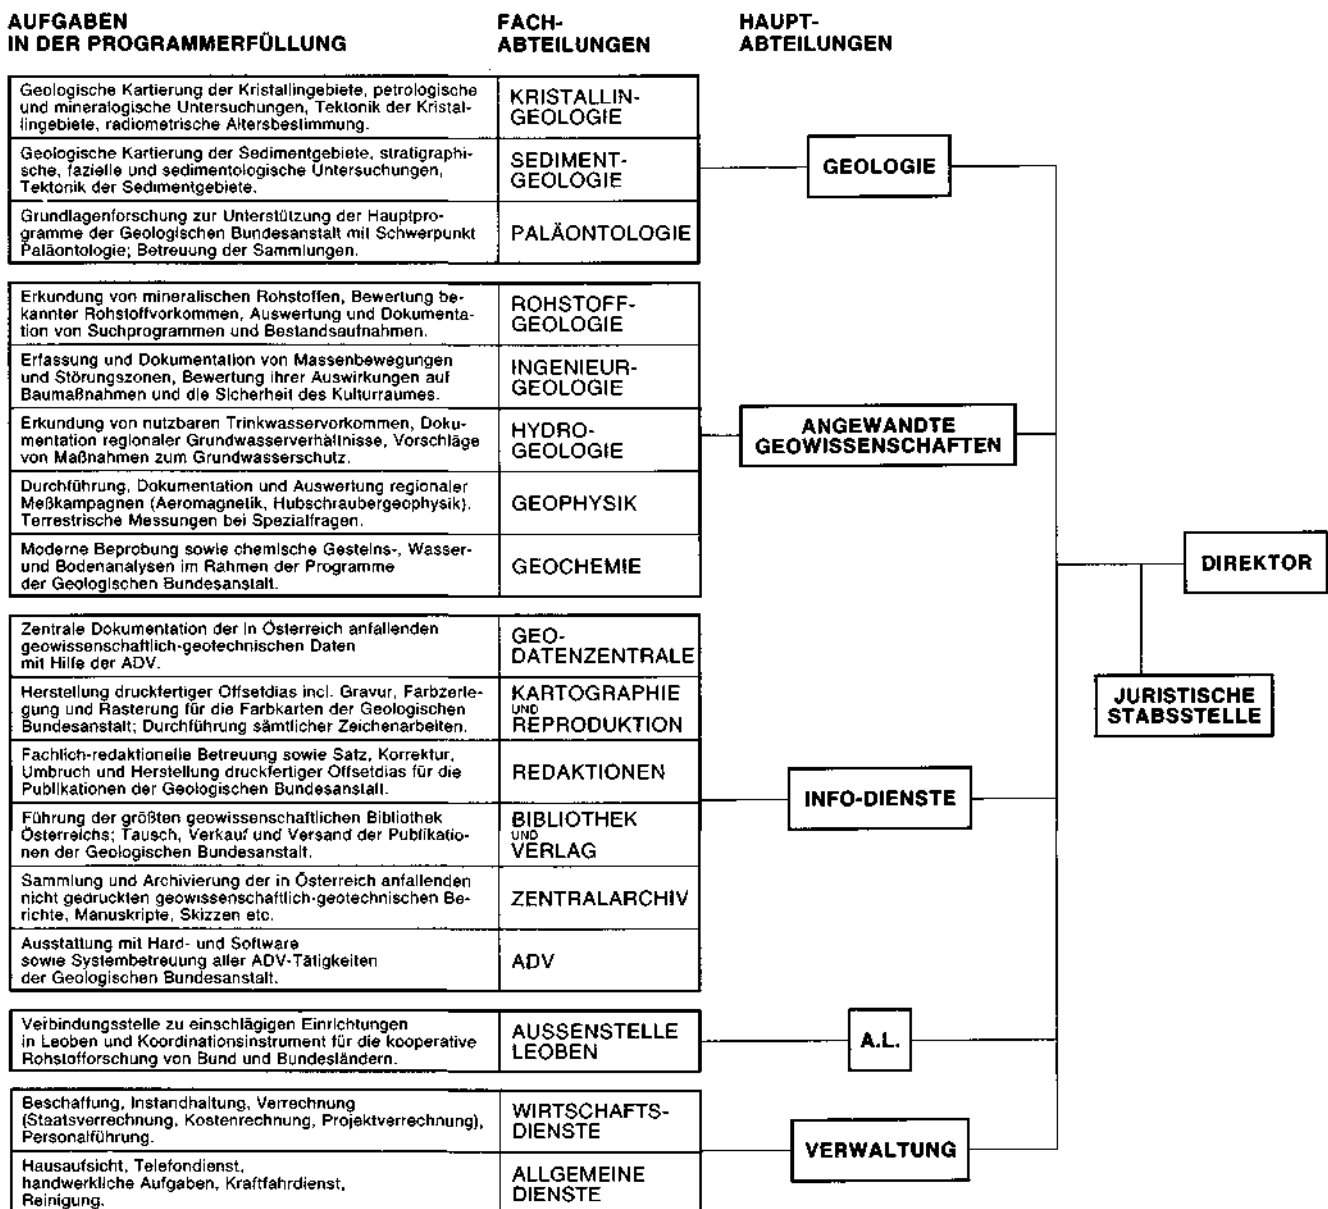 AUFGABEN
IN DER PROGRAMMERFÜLLUNG
FACH-
ABTEILUNGEN
HAUPT-
ABTEILUNGEN
Geologische Kartierung der Kristallingebiete, petrologische
und mineralogische Untersuchungen, Tektonik der Kristal-
lingebiete, radiometrische Altersbestimmung.
KRISTALLIN-
GEOLOGIE
Geologische Kartierung der Sedimentgebiete, stratigraphi-
sche, fazielle und sedimentologische Untersuchungen,
Tektonik der Sedimentgebiete.
SEDIMENT-
GEOLOGIE
Grundlagenforschung zur Unterstützung der Hauptpro-
gramme der Geologischen Bundesanstalt mit Schwerpunkt
Paläontologie; Betreuung der Sammlungen.
PALÄONTOLOGIE
GEOLOGIE
Erkundung von mineralischen Rohstoffen, Bewertung be-
kannter Rohstoffvorkommen, Auswertung und Dokumenta-
tion von Suchprogrammen und Bestandsaufnahmen.
ROHSTOFF-
GEOLOGIE
Erfassung und Dokumentation von Massenbewegungen
und Störungszonen, Bewertung ihrer Auswirkungen auf
Baumaßnahmen und die Sicherheit des Kulturraumes.
INGENIEUR-
GEOLOGIE
Erkundung von nutzbaren Trinkwasservorkommen, Doku-
mentation regionaler Grundwasserverhältnisse, Vorschläge
von Maßnahmen zum Grundwasserschutz.
HYDRO-
GEOLOGIE
Durchführung, Dokumentation und Auswertung regionaler
Meßkampagnen (Aeromagnetik, Hubschraubergeophysik).
Terrestrische Messungen bei Spezialfragen.
GEOPHYSIK
Moderne Beprobung sowie chemische Gesteins-, Wasser-
und Bodenanalysen im Rahmen der Programme
der Geologischen Bundesanstalt.
GEOCHEMIE
ANGEWANDTE
GEOWISSENSCHAFTEN
DIREKTOR
JURISTISCHE
STABSSTELLE
Zentrale Dokumentation der in Österreich anfallenden
geowissenschaftlich-geotechnischen Daten
mit Hilfe der ADV.
GEO-
DATENZENTRALE
Herstellung druckfertiger Offsetdias incl. Gravur, Farbzerle-
gung und Rasterung für die Farbkarten der Geologischen
Bundesanstalt; Durchführung sämtlicher Zeichenarbeiten.
KARTOGRAPHIE
UND
REPRODUKTION
Fachlich-redaktionelle Betreuung sowie Satz, Korrektur,
Umbruch und Herstellung druckfertiger Offsetdias für die
Publikationen der Geologischen Bundesanstalt.
REDAKTIONEN
Führung der größten geowissenschaftlichen Bibliothek
Österreichs; Tausch, Verkauf und Versand der Publikatio-
nen der Geologischen Bundesanstalt.
BIBLIOTHEK
UND
VERLAG
Sammlung und Archivierung der in Österreich anfallenden
nicht gedruckten geowissenschaftlich-geotechnischen Be-
richte, Manuskripte, Skizzen etc.
ZENTRALARCHIV
Ausstattung mit Hard- und Software
sowie Systembetreuung aller ADV-Tätigkeiten
der Geologischen Bundesanstalt.
ADV
INFO-DIENSTE
Verbindungsstelle zu einschlägigen Einrichtungen
in Leoben und Koordinationsinstrument für die kooperative
Rohstofforschung von Bund und Bundesländern.
AUSSENSTELLE
LEOBEN
A.L.
Beschaffung, Instandhaltung, Verrechnung
(Staatsverrechnung, Kostenrechnung, Projektverrechnung),
Personalführung.
WIRTSCHAFTS-
DIENSTE
Hausaufsicht, Telefondienst,
handwerkliche Aufgaben, Kraftfahrdienst,
Reinigung.
ALLGEMEINE
DIENSTE
VERWALTUNG